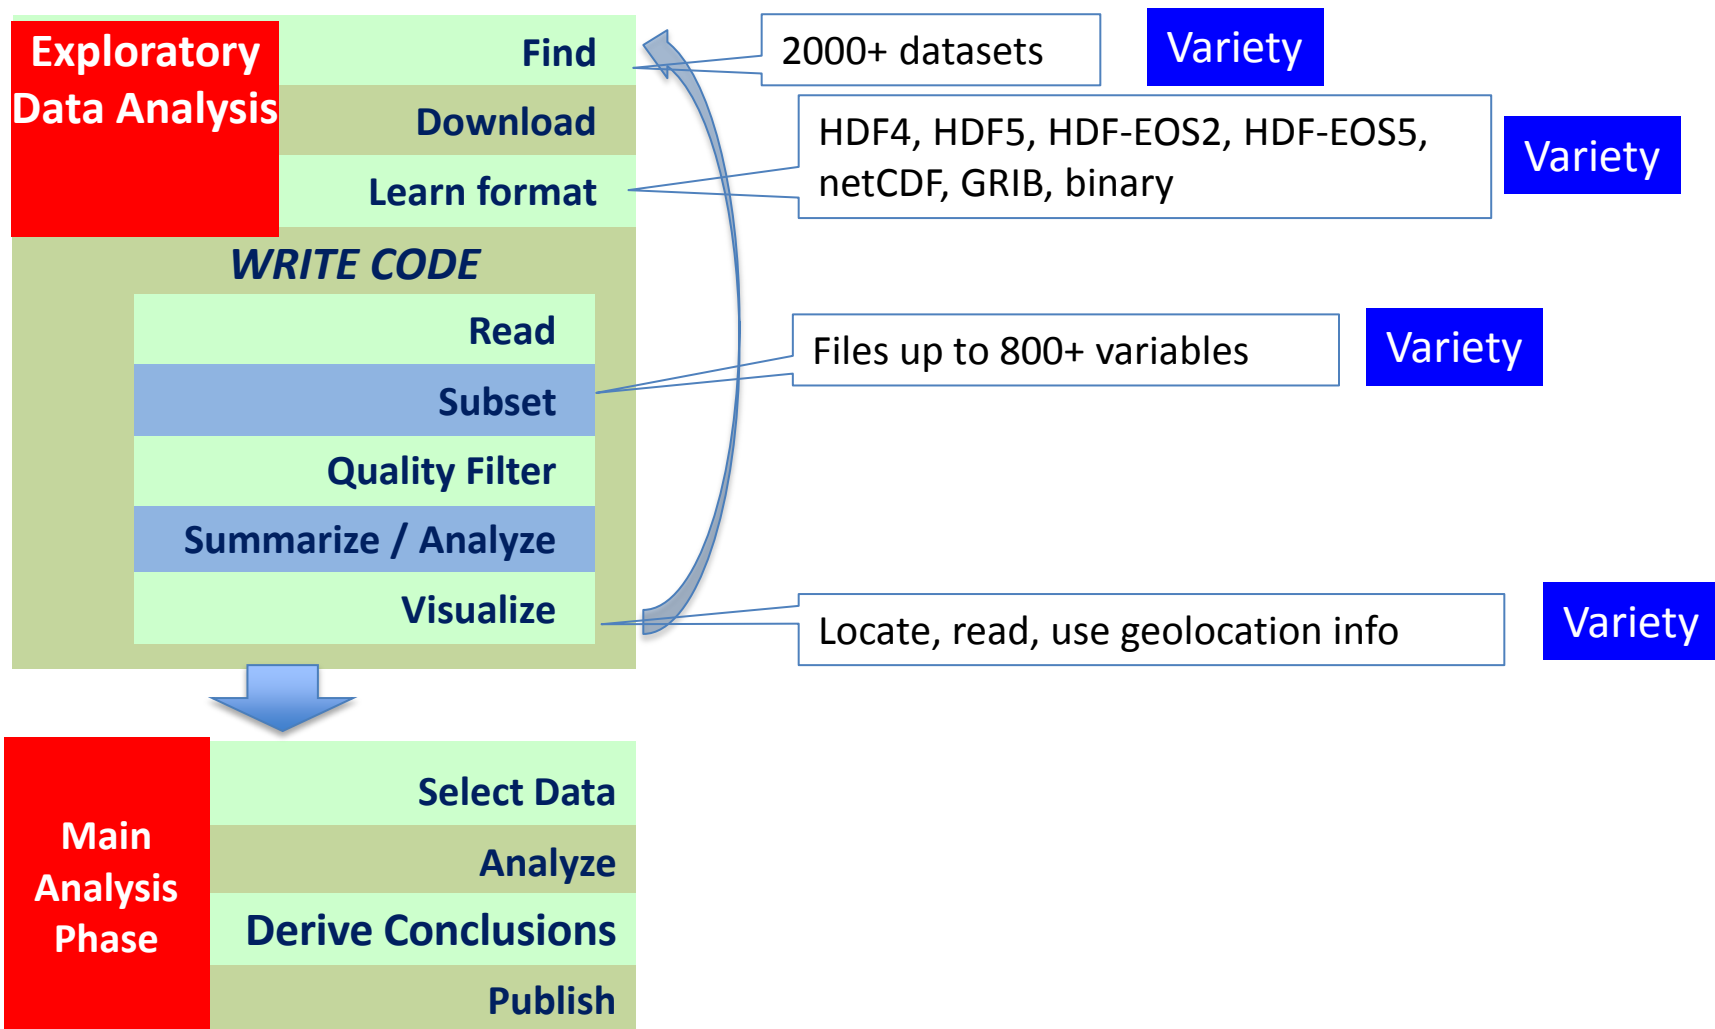 Exploratory
Data Analysis
Find
2000+ datasets
Variety
Download
HDF4, HDF5, HDF-EOS2, HDF-EOS5,
netCDF, GRIB, binary
Variety
Learn format
WRITE CODE
Read
Files up to 800+ variables
Variety
Subset
Quality Filter
Summarize / Analyze
Visualize
Locate, read, use geolocation info
Variety
Main
Analysis
Phase
Select Data
Analyze
Derive Conclusions
Publish